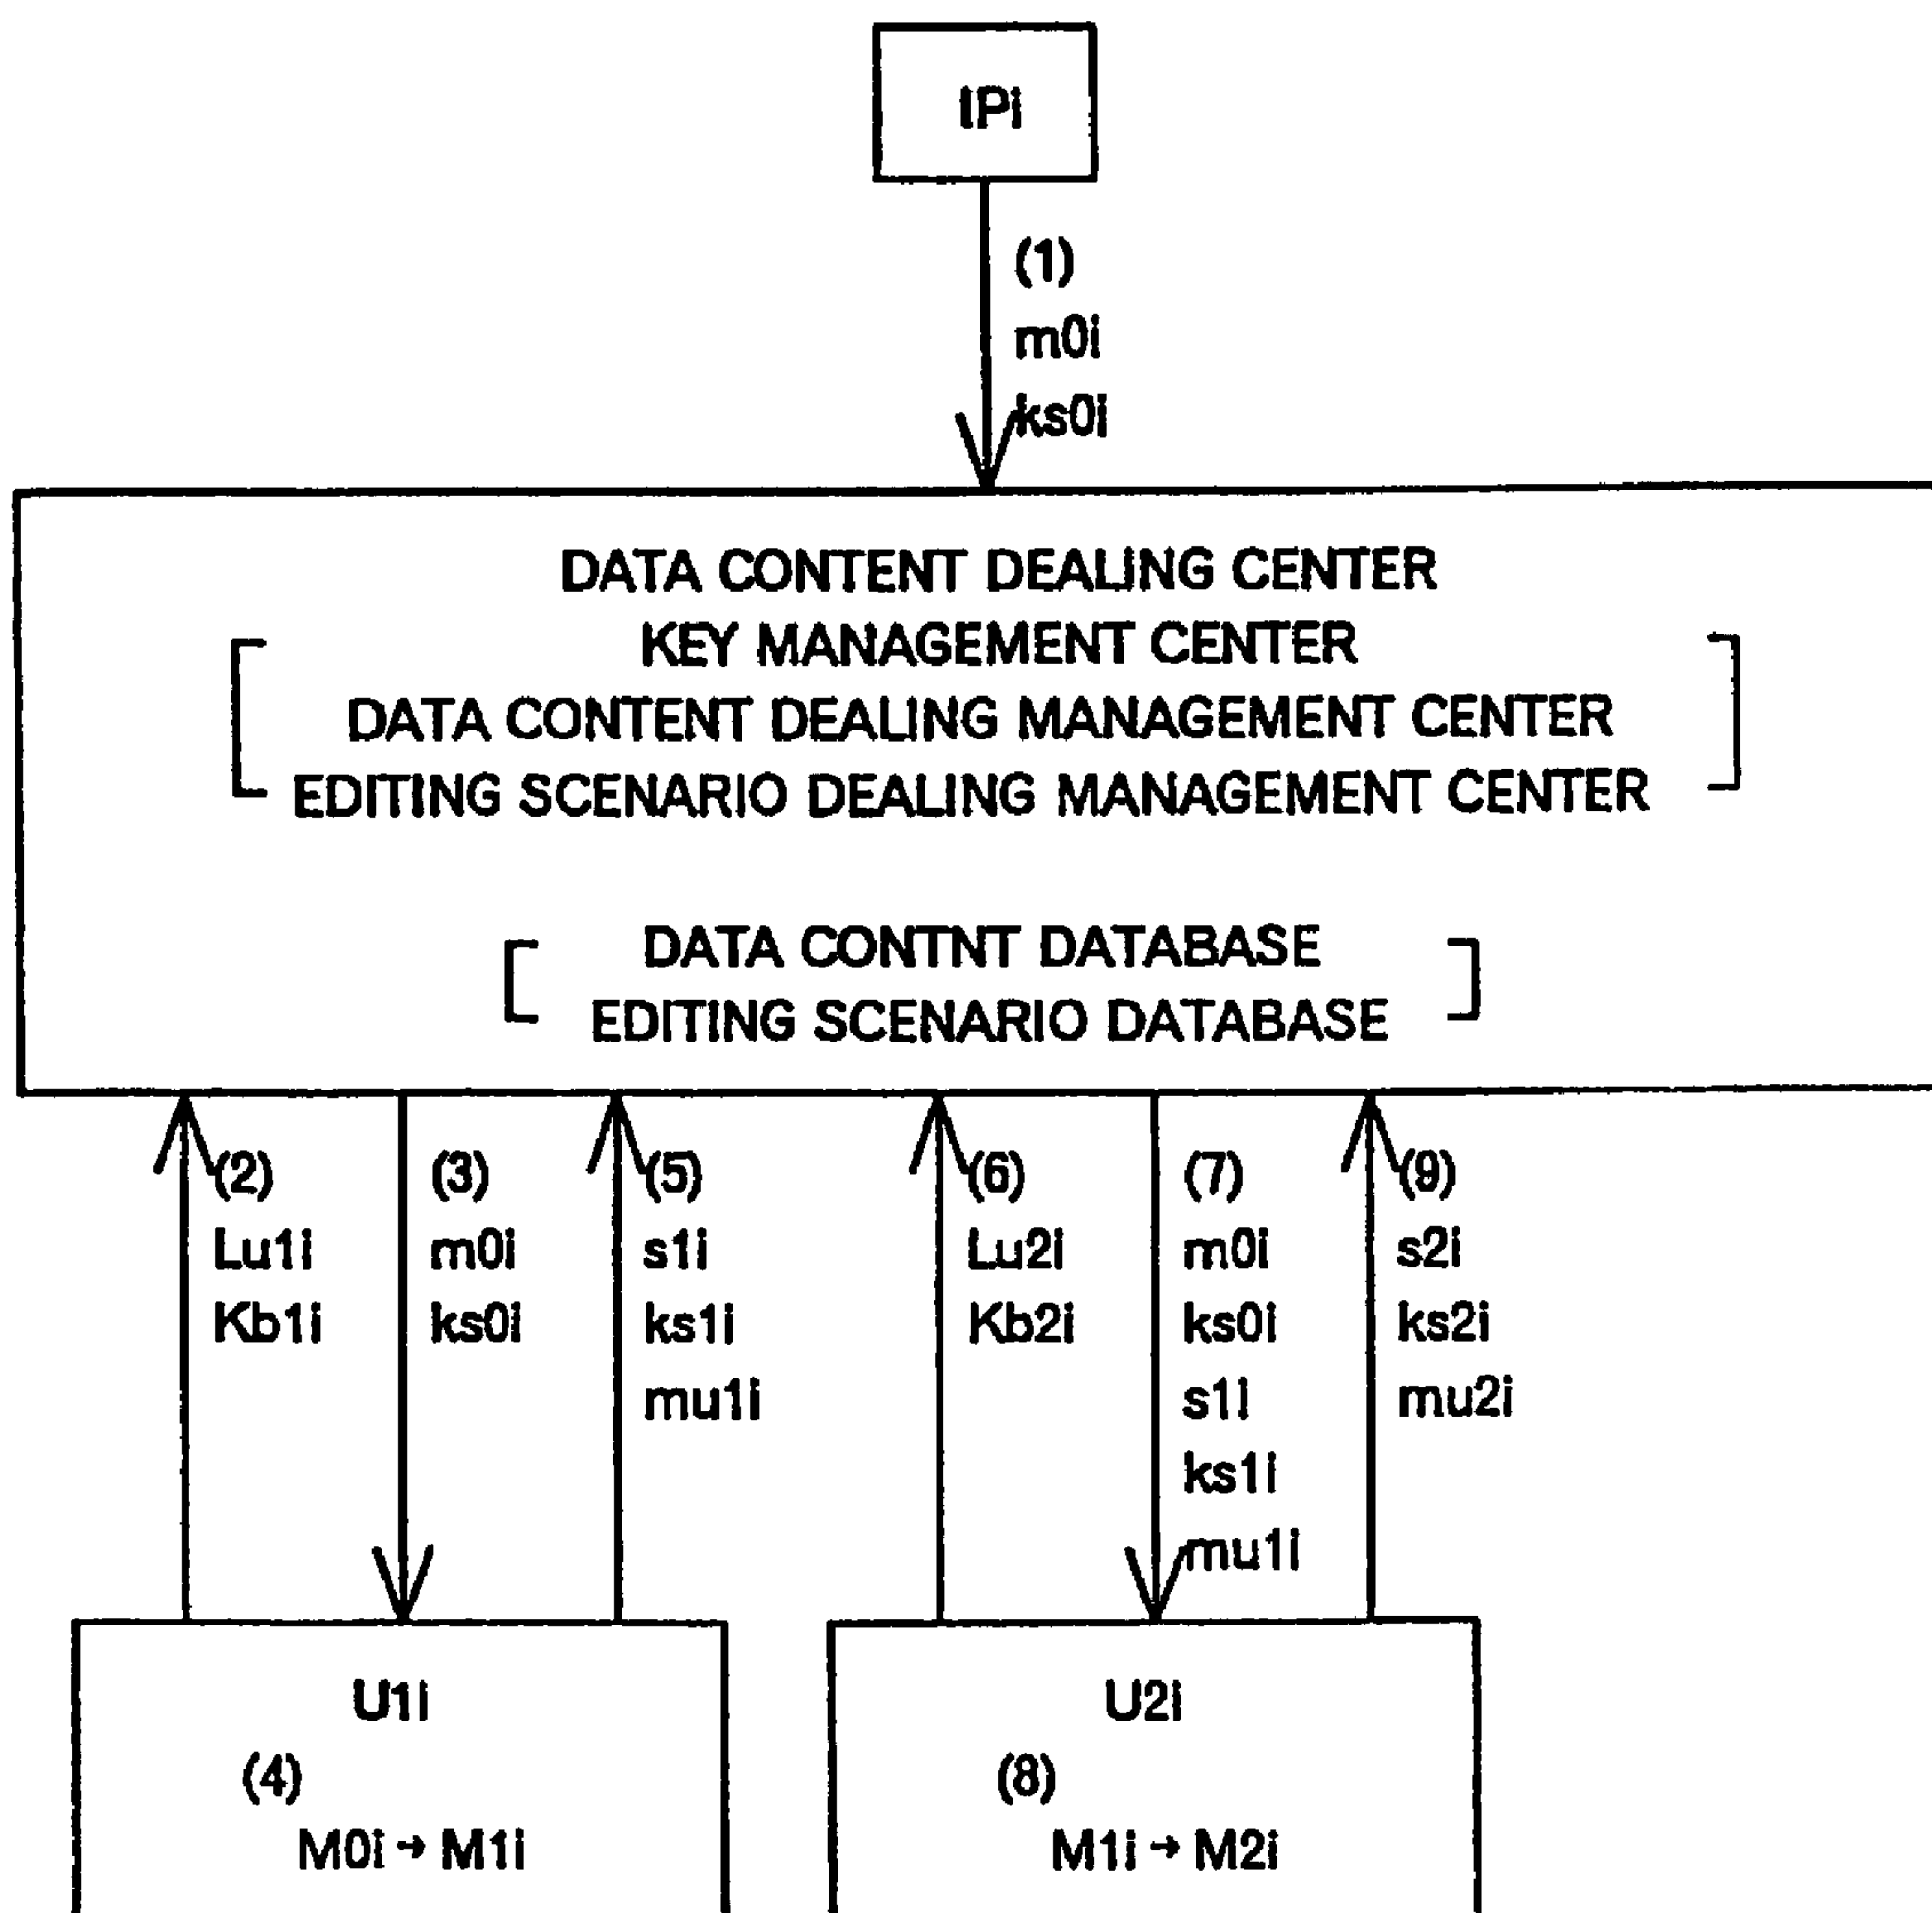 IPi
(1)
m0i
ks0i
DATA CONTENT DEALING CENTER
KEY MANAGEMENT CENTER
DATA CONTENT DEALING MANAGEMENT CENTER
EDITING SCENARIO DEALING MANAGEMENT CENTER
DATA CONTNT DATABASE
EDITING SCENARIO DATABASE
(2)
Lu1i
Kb1i
(3)
m0i
ks0i
(5)
s1i
ks1i
mu1i
(6)
Lu2i
Kb2i
(7)
m0i
ks0i
s1i
ks1i
mu1i
(9)
s2i
ks2i
mu2i
U1i
(4)
M0i → M1i
U2i
(8)
M1i → M2i